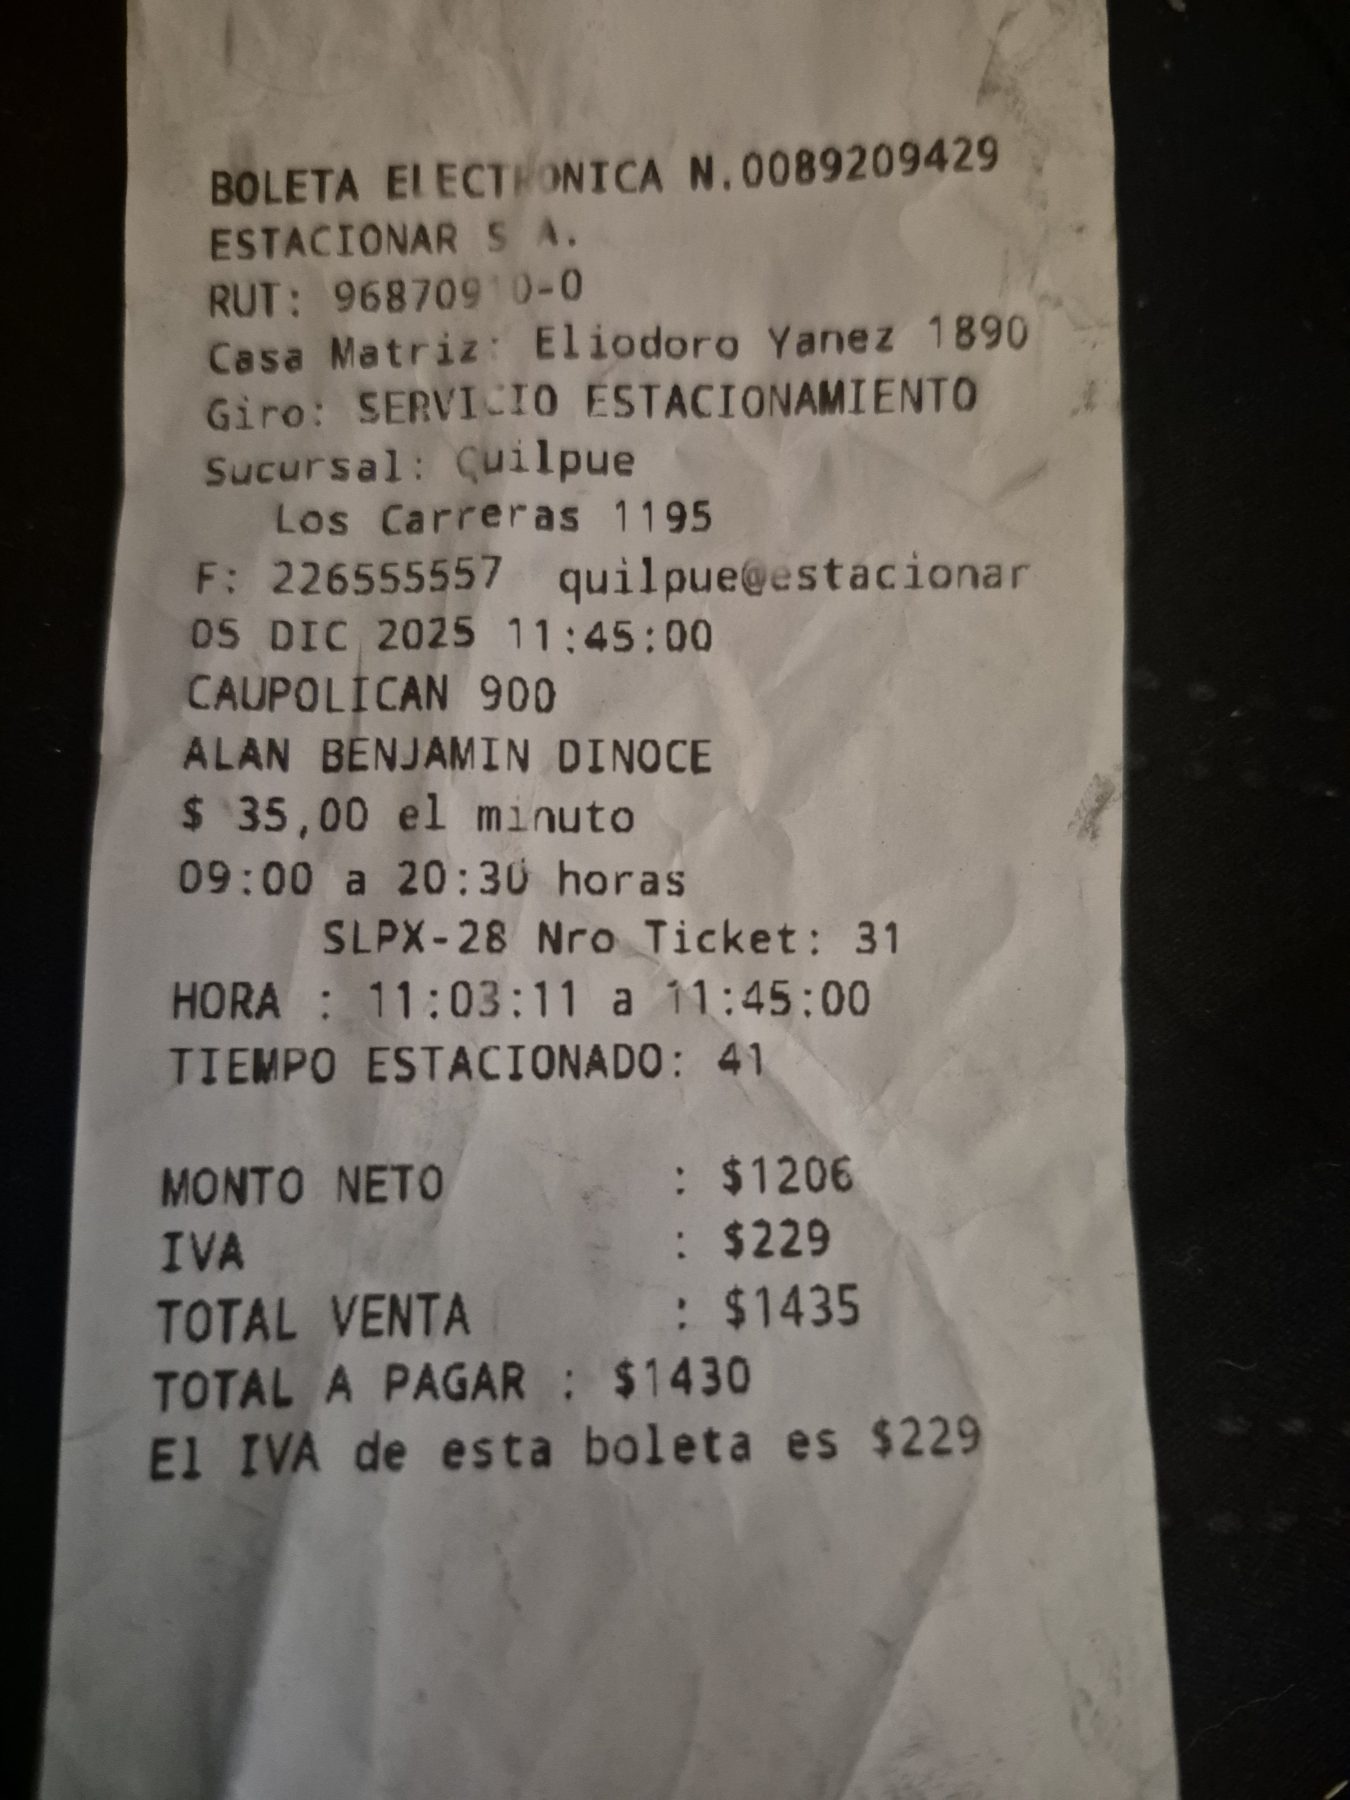 BOLETA ELECTRONICA N.0089209429
ESTACIONAR S A.
RUT:
Casa Matriz: Eliodoro Yanez 1890
Giro: SERVICIO ESTACIONAMIENTO
Sucursal: Quilpue
Los Carreras 1195
F: 226555557 quilpue@estacionar
05 DIC 2025 11:45:00
CAUPOLICAN 900
ALAN BENJAMIN DINOCE
$ 35,00 el minuto
09:00 a 20:30 horas
SLPX-28 Nro Ticket: 31
HORA : 11:03:11 a 11:45:00
TIEMPO ESTACIONADO: 41
MONTO NETO : $1206
IVA : $229
TOTAL VENTA : $1435
TOTAL A PAGAR : $1430
El IVA de esta boleta es $229